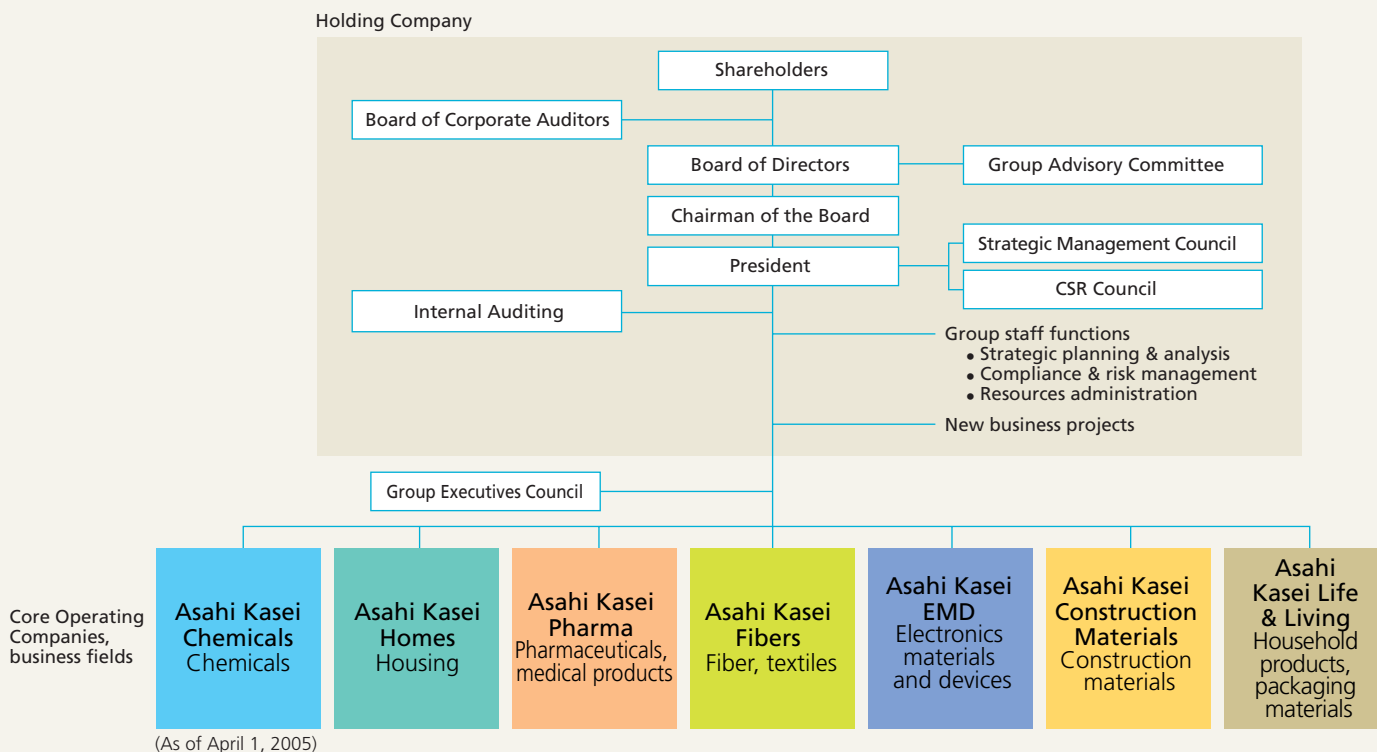 Holding Company
Shareholders
Board of Corporate Auditors
Board of Directors
Group Advisory Committee
Chairman of the Board
Strategic Management Council
President
CSR Council
Internal Auditing
Group staff functions
• Strategic planning & analysis
• Compliance & risk management
• Resources administration
New business projects
Group Executives Council
Core Operating
Companies,
business fields
Asahi Kasei
Chemicals
Chemicals
Asahi Kasei
Homes
Housing
Asahi Kasei
Pharma
Pharmaceuticals,
medical products
Asahi Kasei
Fibers
Fiber, textiles
Asahi Kasei
EMD
Electronics
materials
and devices
Asahi Kasei
Construction
Materials
Construction
materials
Asahi
Kasei Life
& Living
Household
products,
packaging
materials
(As of April 1, 2005)